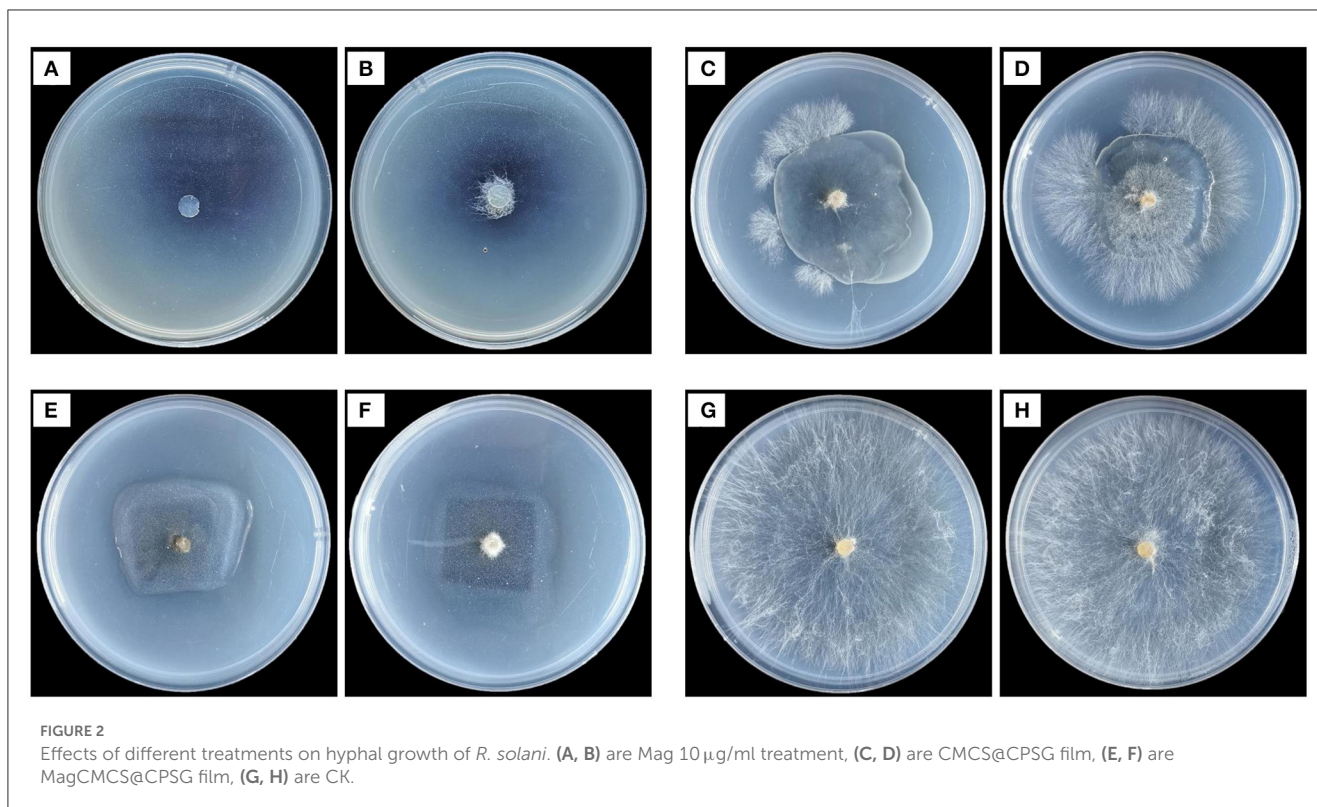 A
B
C
D
E
F
G
H
FIGURE 2
Effects of different treatments on hyphal growth of R. solani. (A, B) are Mag 10 μg/ml treatment, (C, D) are CMCS@CPSG film, (E, F) are
MagCMCS@CPSG film, (G, H) are CK.